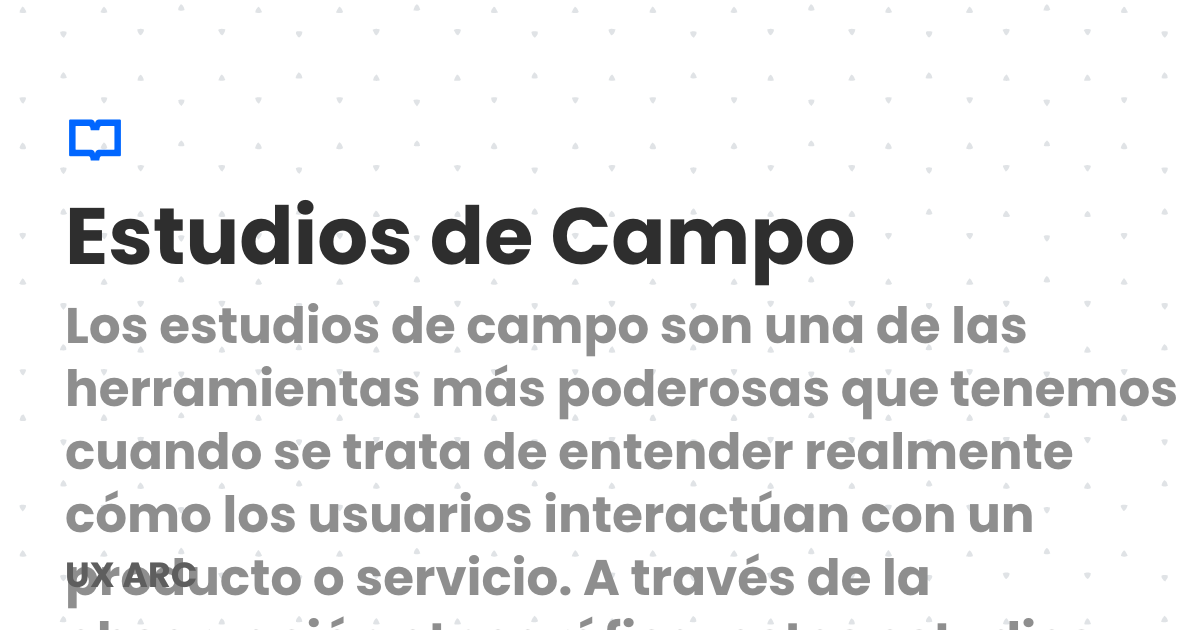 Estudios de Campo
Los estudios de campo son una de las
herramientas más poderosas que tenemos
cuando se trata de entender realmente
cómo los usuarios interactúan con un
producto o servicio. A través de la
UX ARC